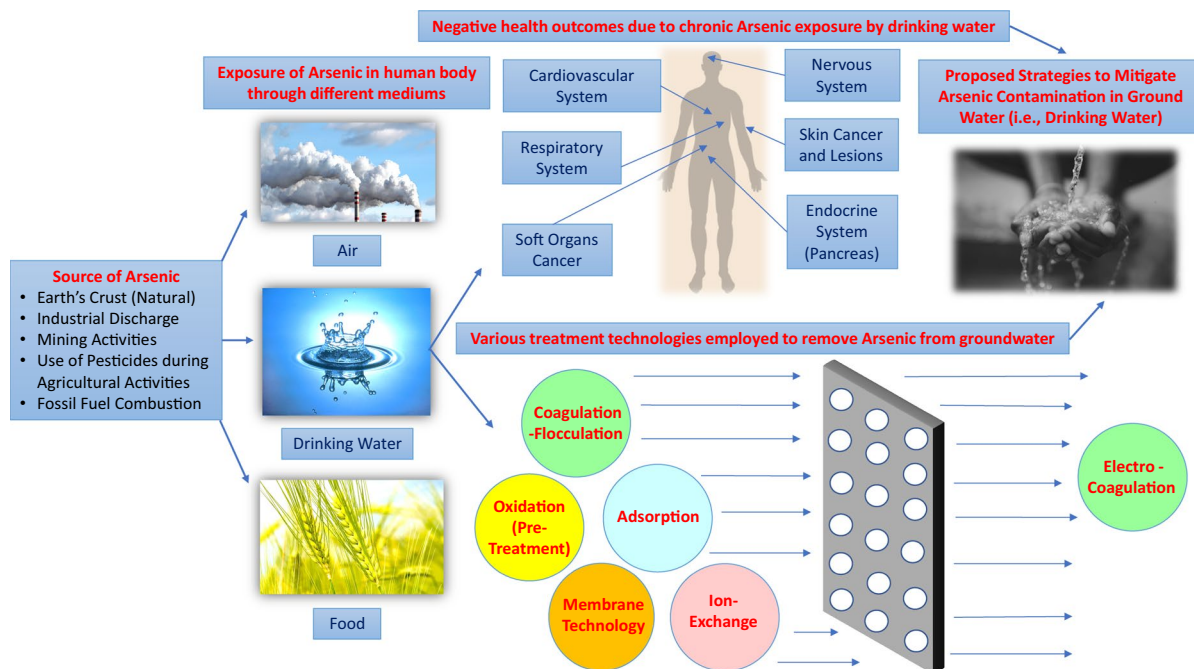 Negative health outcomes due to chronic Arsenic exposure by drinking water
Exposure of Arsenic in human body
through different mediums
Cardiovascular
System
Nervous
System
Proposed Strategies to Mitigate
Arsenic Contamination in Ground
Water (i.e., Drinking Water)
Respiratory
System
Skin Cancer
and Lesions
Soft Organs
Cancer
Endocrine
System
(Pancreas)
Air
Source of Arsenic
• Earth's Crust (Natural)
• Industrial Discharge
• Mining Activities
• Use of Pesticides during
Agricultural Activities
• Fossil Fuel Combustion
Drinking Water
Food
Various treatment technologies employed to remove Arsenic from groundwater
Coagulation
-Flocculation
Oxidation
(Pre-
Treatment)
Adsorption
Membrane
Technology
Ion-
Exchange
Electro -
Coagulation